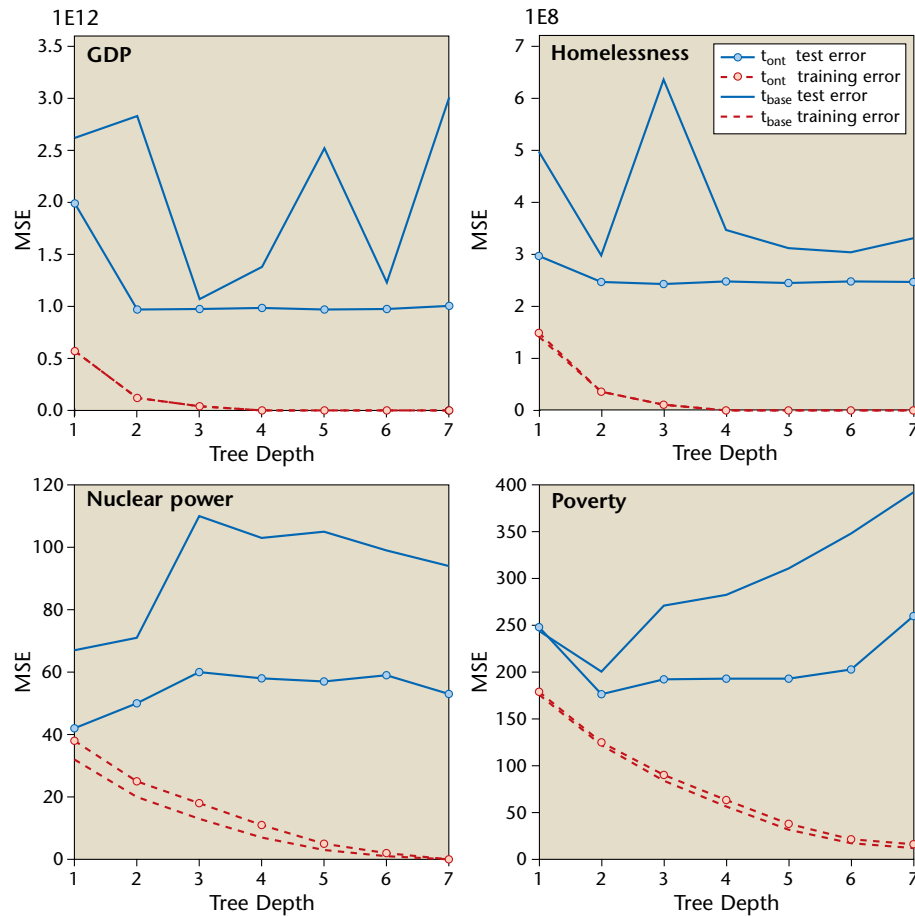 1E12
GDP
3.5
3.0
2.5
2.0
1.5
1.0
0.5
0.0
MSE
1 2 3 4 5 6 7
Tree Depth
1E8
Homelessness
t_ont test error
t_ont training error
t_base test error
t_base training error
7
6
5
4
3
2
1
0
MSE
1 2 3 4 5 6 7
Tree Depth
Nuclear power
120
100
80
60
40
20
0
MSE
1 2 3 4 5 6 7
Tree Depth
Poverty
400
350
300
250
200
150
100
50
0
MSE
1 2 3 4 5 6 7
Tree Depth